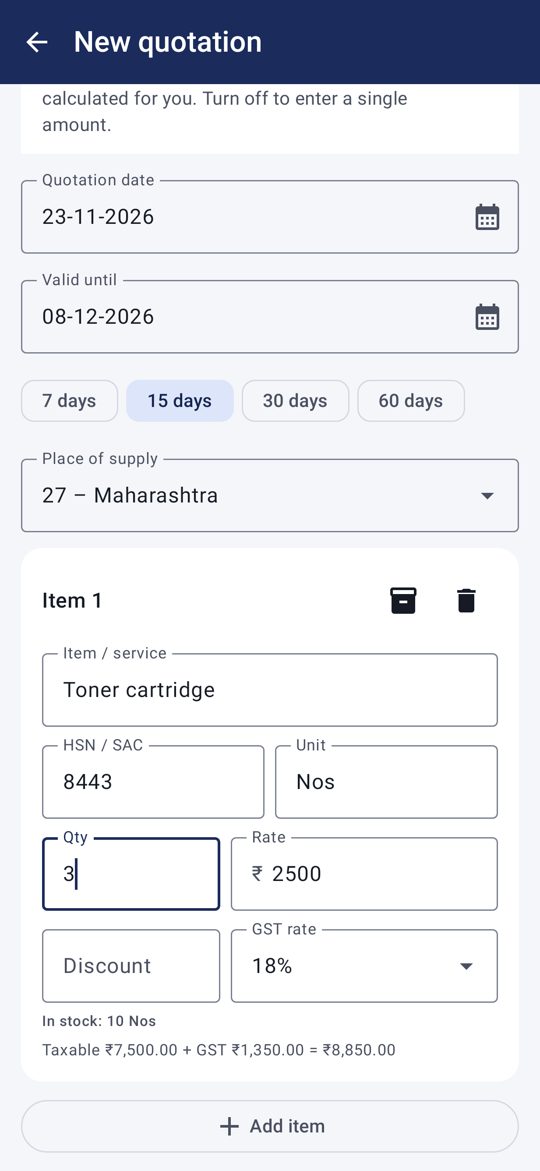 New quotation
calculated for you. Turn off to enter a single
amount.
Quotation date
23-11-2026
Valid until
08-12-2026
7 days 15 days 30 days 60 days
Place of supply
27 – Maharashtra
Item 1
Item / service
Toner cartridge
HSN / SAC Unit
8443 Nos
Qty Rate
3 ₹ 2500
GST rate
Discount 18%
In stock: 10 Nos
Taxable ₹7,500.00 + GST ₹1,350.00 = ₹8,850.00
Add item